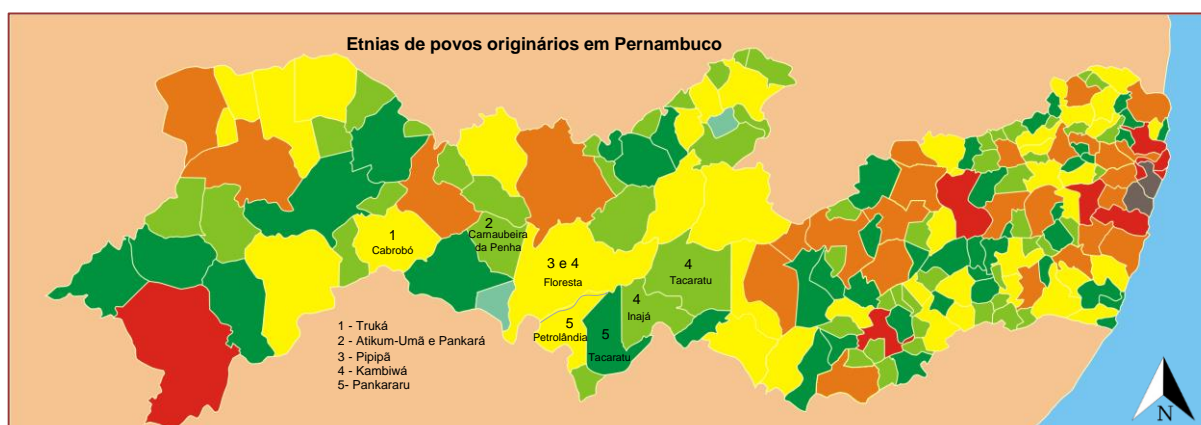 Etnias de povos originários em Pernambuco
1
Cabrobó
2
Carnaubeira
da Penha
3 e 4
Floresta
4
Tacaratu
4
Inajá
5
Petrolândia
5
Tacaratu
1 - Truká
2 - Atikum-Umã e Pankará
3 - Pipipã
4 - Kambiwá
5- Pankararu
N